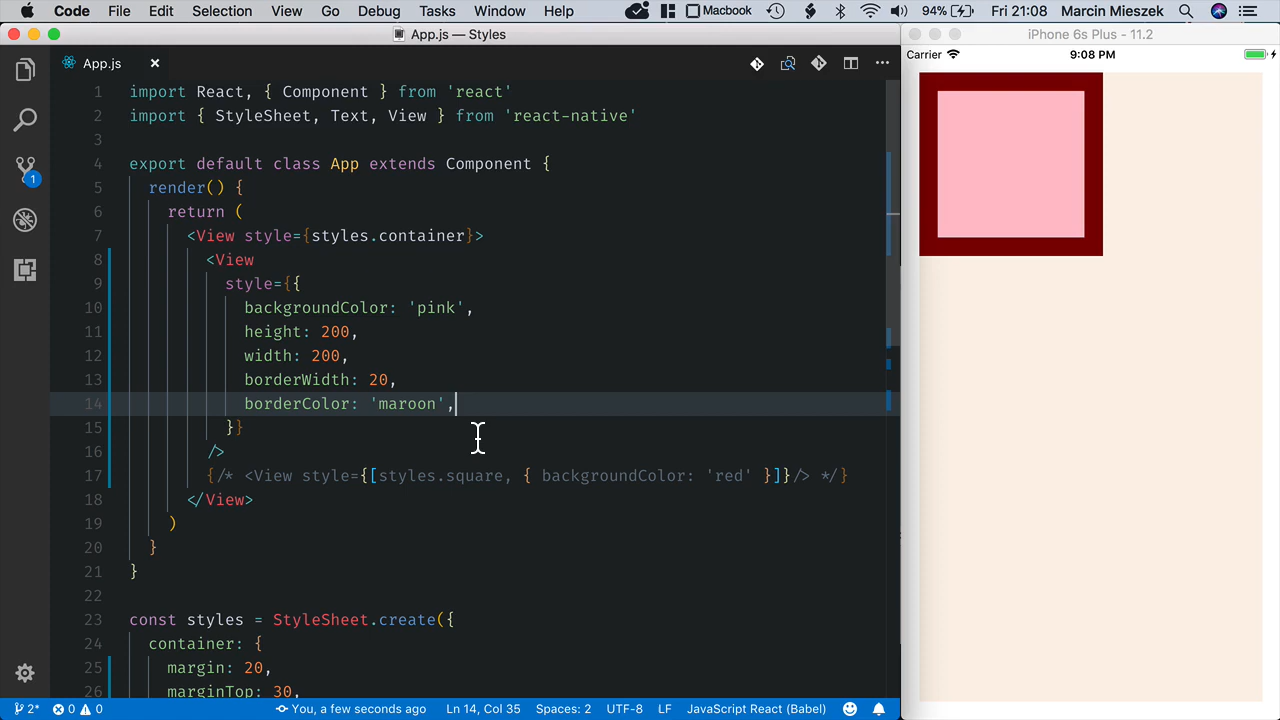 Code File Edit Selection View Go Debug Tasks Window Help Macbook 94% Fri 21:08 Marcin Mieszek
App.js — Styles
iPhone 6s Plus - 11.2
Carrier 9:08 PM
App.js
1 import React, { Component } from 'react'
2 import { StyleSheet, Text, View } from 'react-native'
3
4 export default class App extends Component {
5 render() {
6 return (
7 <View style={styles.container}>
8 <View
9 style={{
10 backgroundColor: 'pink',
11 height: 200,
12 width: 200,
13 borderWidth: 20,
14 borderColor: 'maroon',
15 }}
16 />
17 {/* <View style={[styles.square, { backgroundColor: 'red' }]}/> */}
18 </View>
19 )
20 }
21 }
22
23 const styles = StyleSheet.create({
24 container: {
25 margin: 20,
26 marginTop: 30,
1
2* 0 0 You, a few seconds ago Ln 14, Col 35 Spaces: 2 UTF-8 LF JavaScript React (Babel)